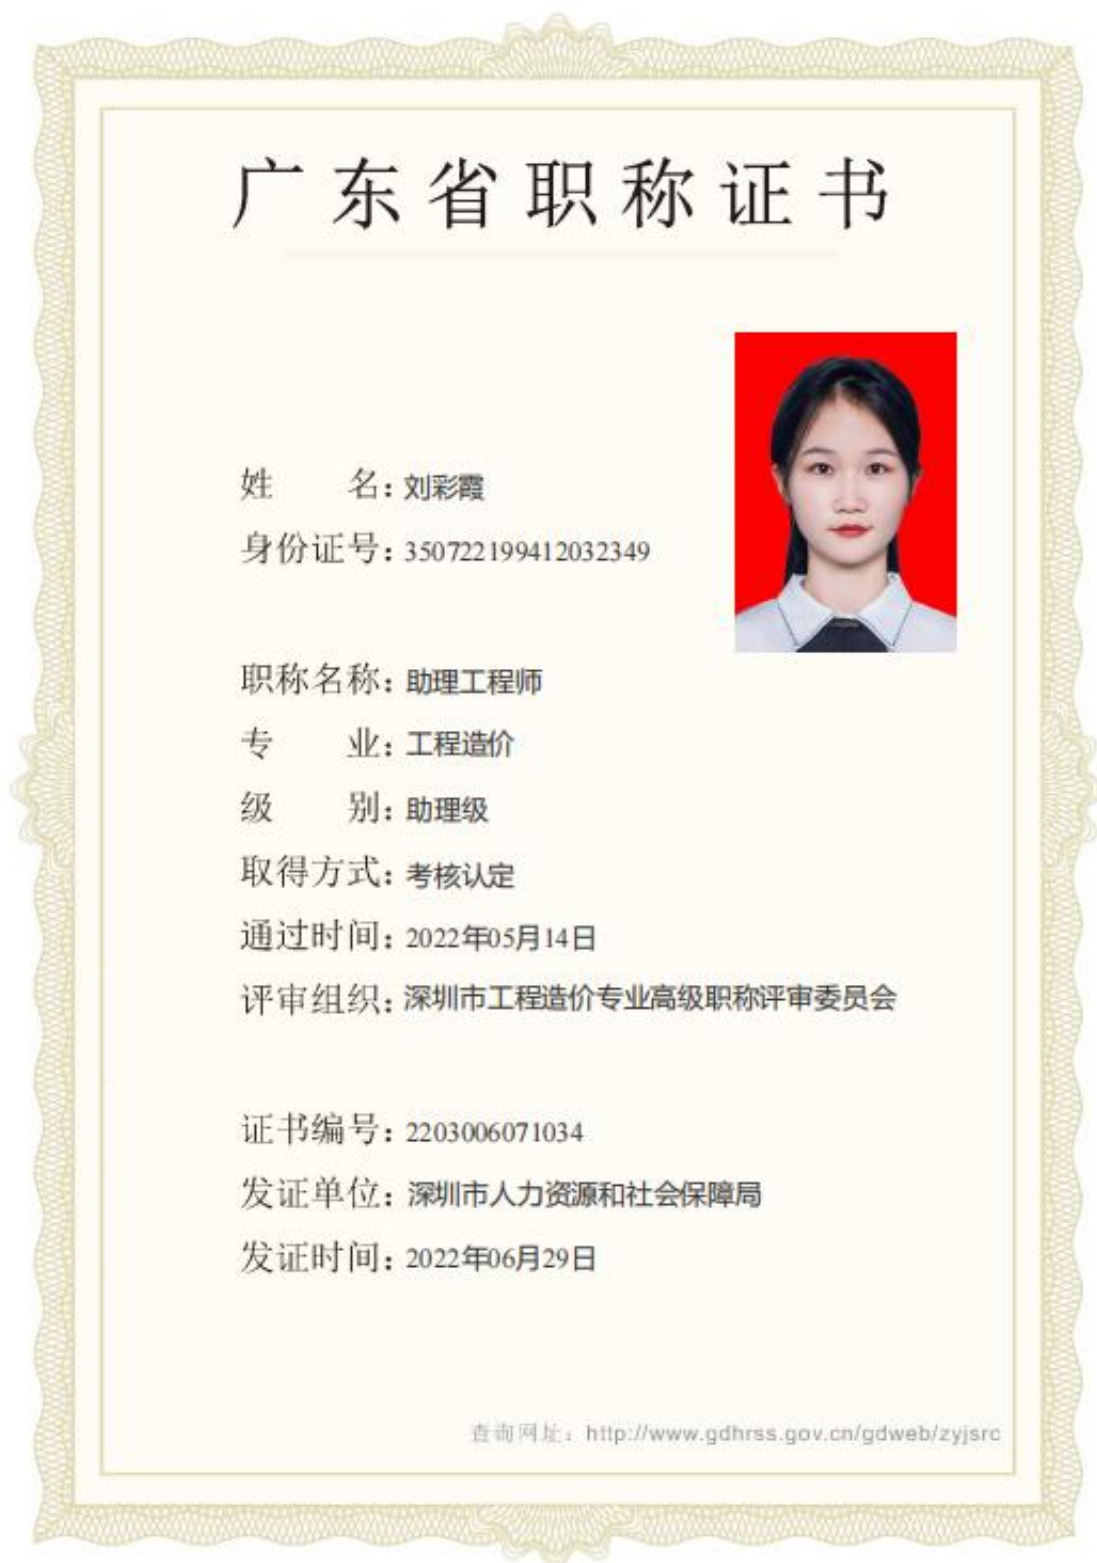 广东省职称证书
姓 名：刘彩霞
身份证号：350722199412032349
职称名称：助理工程师
专 业：工程造价
级 别：助理级
取得方式：考核认定
通过时间：2022年05月14日
评审组织：深圳市工程造价专业高级职称评审委员会
证书编号：2203006071034
发证单位：深圳市人力资源和社会保障局
发证时间：2022年06月29日
查询网址：http://www.gdhrss.gov.cn/gdweb/zyjsrc